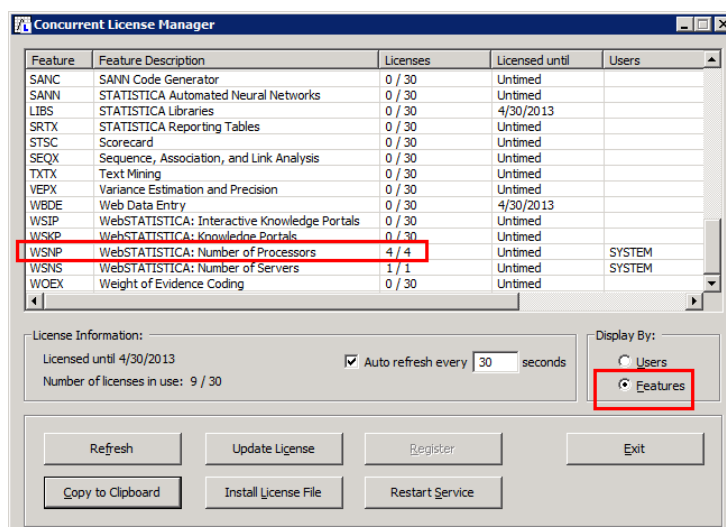 Concurrent License Manager
Feature Feature Description Licenses Licensed until Users
SANC SANN Code Generator 0 / 30 Untimed
SANN STATISTICA Automated Neural Networks 0 / 30 Untimed
LIBS STATISTICA Libraries 0 / 30 4/30/2013
SRTX STATISTICA Reporting Tables 0 / 30 Untimed
STSC Scorecard 0 / 30 Untimed
SEQX Sequence, Association, and Link Analysis 0 / 30 Untimed
TXTX Text Mining 0 / 30 Untimed
VEPX Variance Estimation and Precision 0 / 30 Untimed
WBDE Web Data Entry 0 / 30 4/30/2013
WSIP WebSTATISTICA: Interactive Knowledge Portals 0 / 30 Untimed
WSKP WebSTATISTICA: Knowledge Portals 0 / 30 Untimed
WSNP WebSTATISTICA: Number of Processors 4 / 4 Untimed SYSTEM
WSNS WebSTATISTICA: Number of Servers 1 / 1 Untimed SYSTEM
WOEX Weight of Evidence Coding 0 / 30 Untimed
License Information:
Licensed until 4/30/2013
Number of licenses in use: 9 / 30
Auto refresh every 30 seconds
Display By:
Users
Features
Refresh Update License Register Exit
Copy to Clipboard Install License File Restart Service